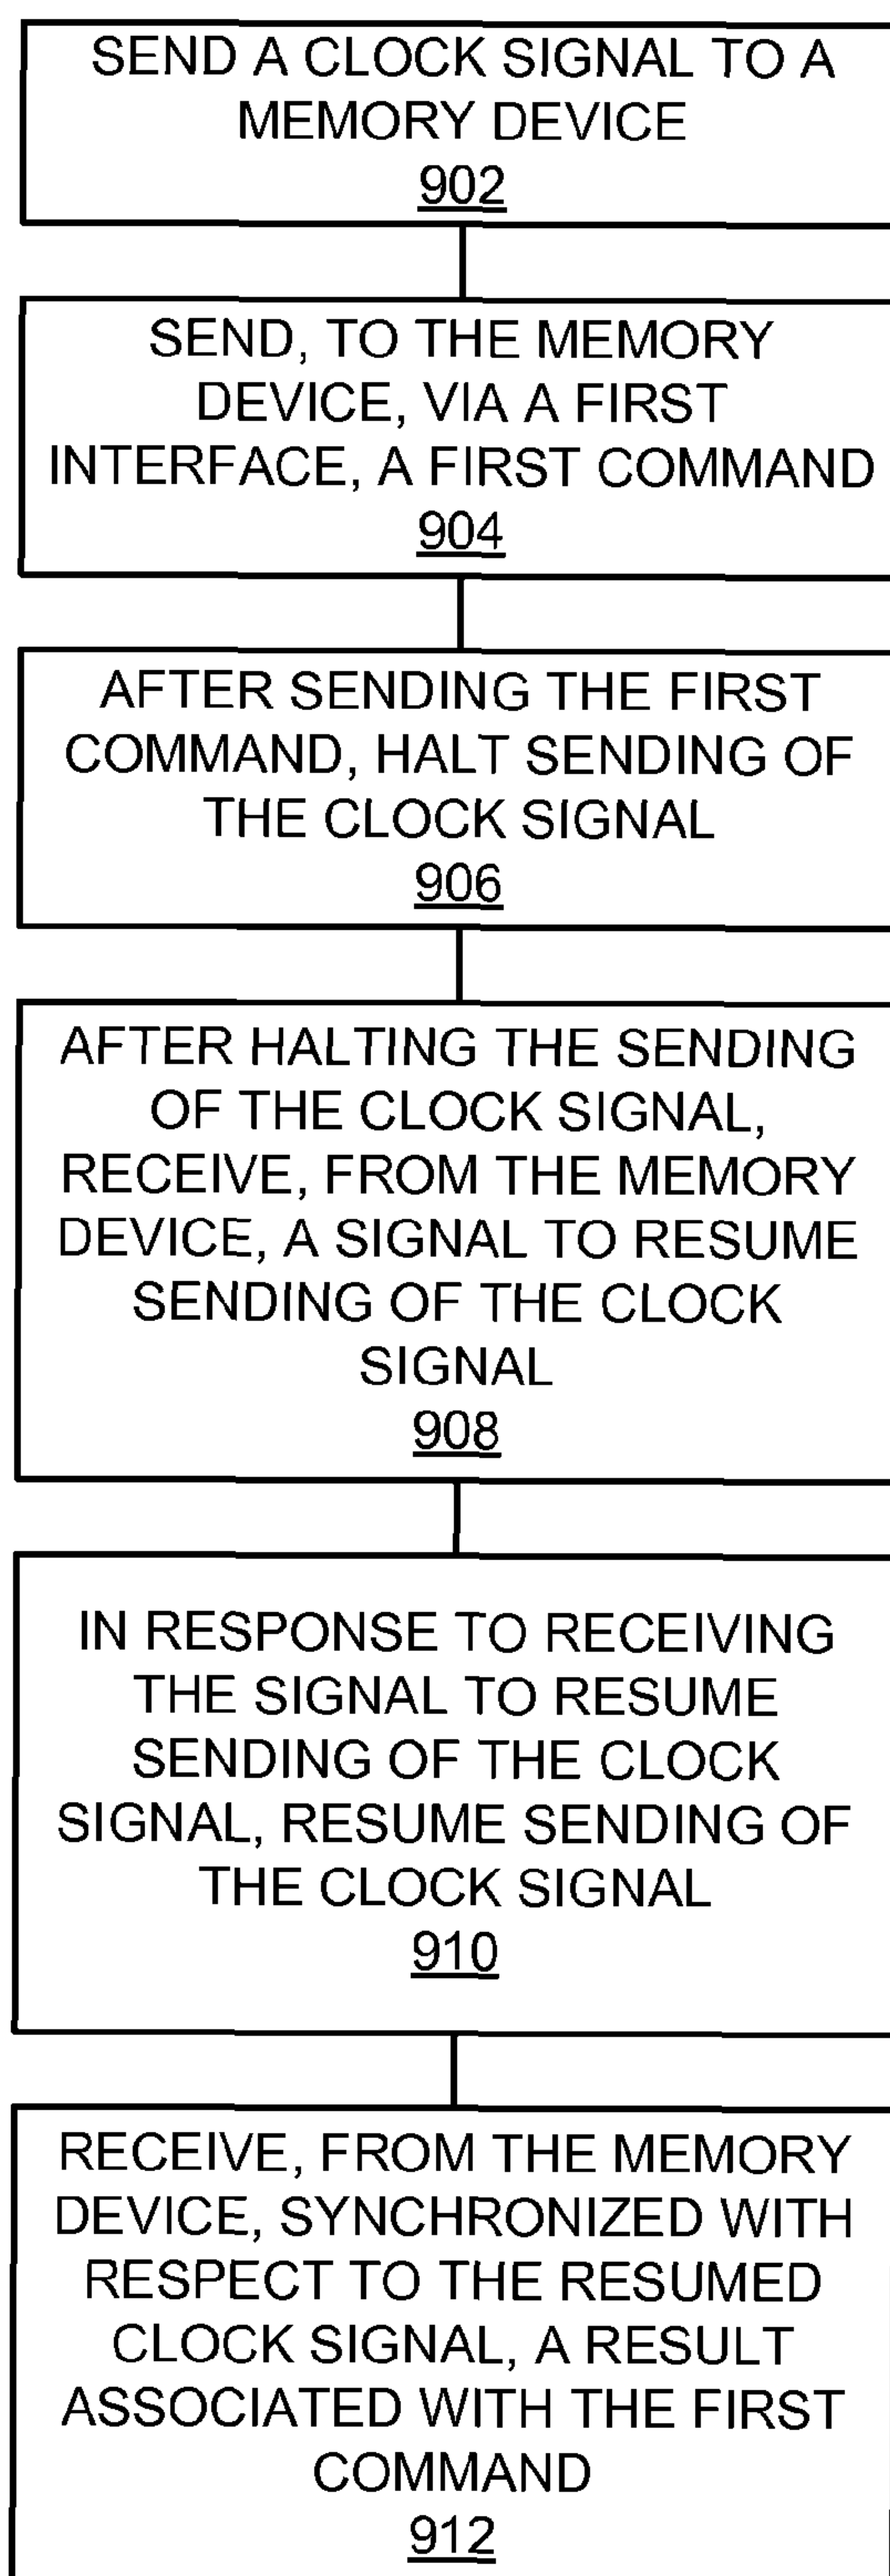 SEND A CLOCK SIGNAL TO A
MEMORY DEVICE
902
SEND, TO THE MEMORY
DEVICE, VIA A FIRST
INTERFACE, A FIRST COMMAND
904
AFTER SENDING THE FIRST
COMMAND, HALT SENDING OF
THE CLOCK SIGNAL
906
AFTER HALTING THE SENDING
OF THE CLOCK SIGNAL,
RECEIVE, FROM THE MEMORY
DEVICE, A SIGNAL TO RESUME
SENDING OF THE CLOCK
SIGNAL
908
IN RESPONSE TO RECEIVING
THE SIGNAL TO RESUME
SENDING OF THE CLOCK
SIGNAL, RESUME SENDING OF
THE CLOCK SIGNAL
910
RECEIVE, FROM THE MEMORY
DEVICE, SYNCHRONIZED WITH
RESPECT TO THE RESUMED
CLOCK SIGNAL, A RESULT
ASSOCIATED WITH THE FIRST
COMMAND
912